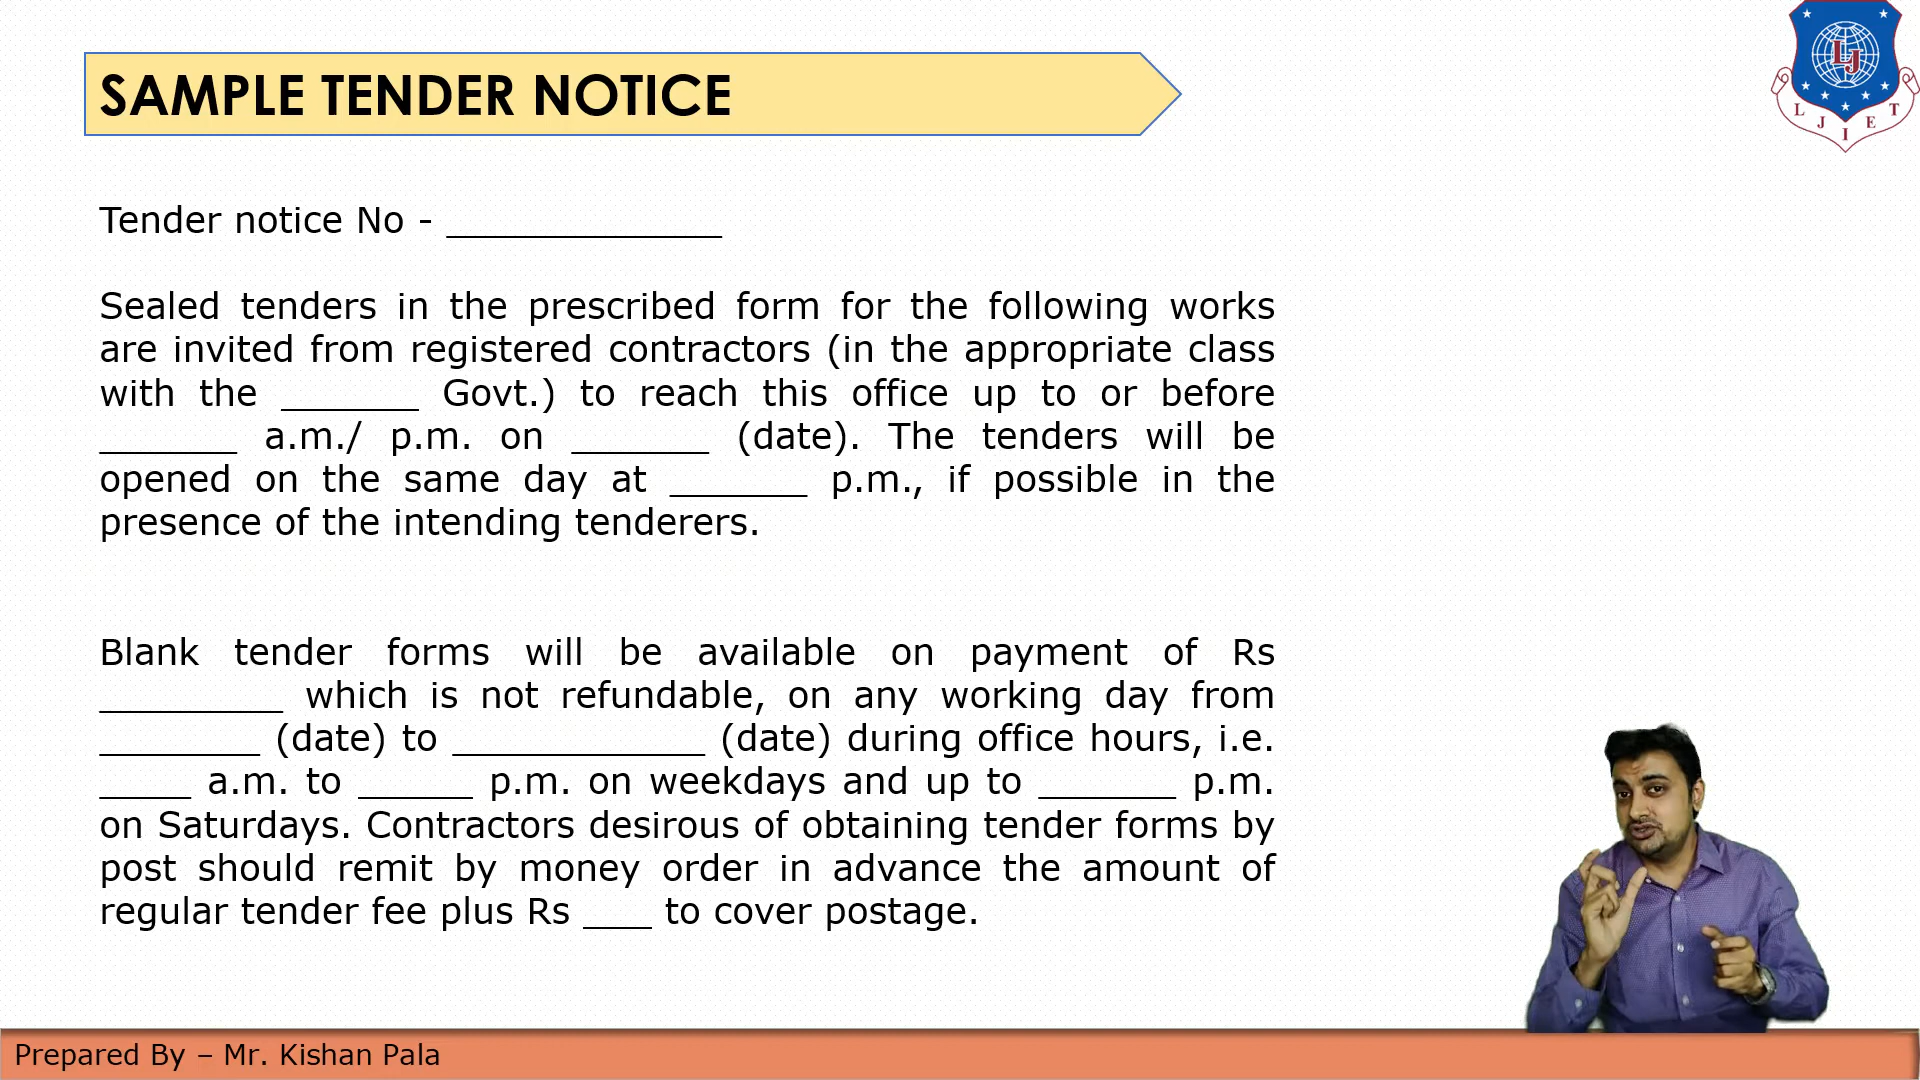 SAMPLE TENDER NOTICE
LJ
L J I E T
Tender notice No - ____________
Sealed tenders in the prescribed form for the following works
are invited from registered contractors (in the appropriate class
with the ______ Govt.) to reach this office up to or before
______ a.m./ p.m. on ______ (date). The tenders will be
opened on the same day at ______ p.m., if possible in the
presence of the intending tenderers.
Blank tender forms will be available on payment of Rs
________ which is not refundable, on any working day from
_______ (date) to ___________ (date) during office hours, i.e.
____ a.m. to _____ p.m. on weekdays and up to ______ p.m.
on Saturdays. Contractors desirous of obtaining tender forms by
post should remit by money order in advance the amount of
regular tender fee plus Rs ___ to cover postage.
Prepared By – Mr. Kishan Pala